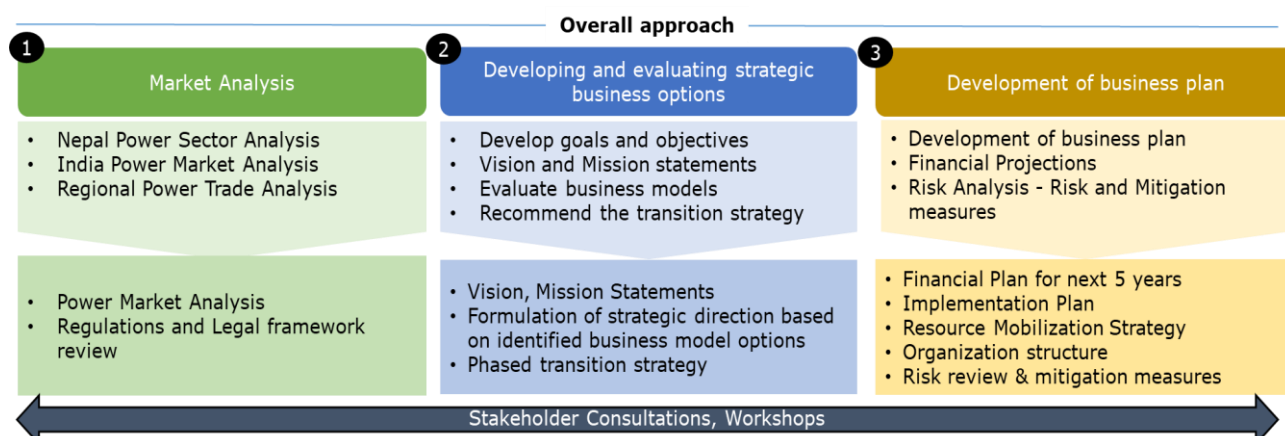 Overall approach
1
Market Analysis
• Nepal Power Sector Analysis
• India Power Market Analysis
• Regional Power Trade Analysis
• Power Market Analysis
• Regulations and Legal framework
review
2
Developing and evaluating strategic
business options
• Develop goals and objectives
• Vision and Mission statements
• Evaluate business models
• Recommend the transition strategy
• Vision, Mission Statements
• Formulation of strategic direction based
on identified business model options
• Phased transition strategy
3
Development of business plan
• Development of business plan
• Financial Projections
• Risk Analysis - Risk and Mitigation
measures
• Financial Plan for next 5 years
• Implementation Plan
• Resource Mobilization Strategy
• Organization structure
• Risk review & mitigation measures
Stakeholder Consultations, Workshops